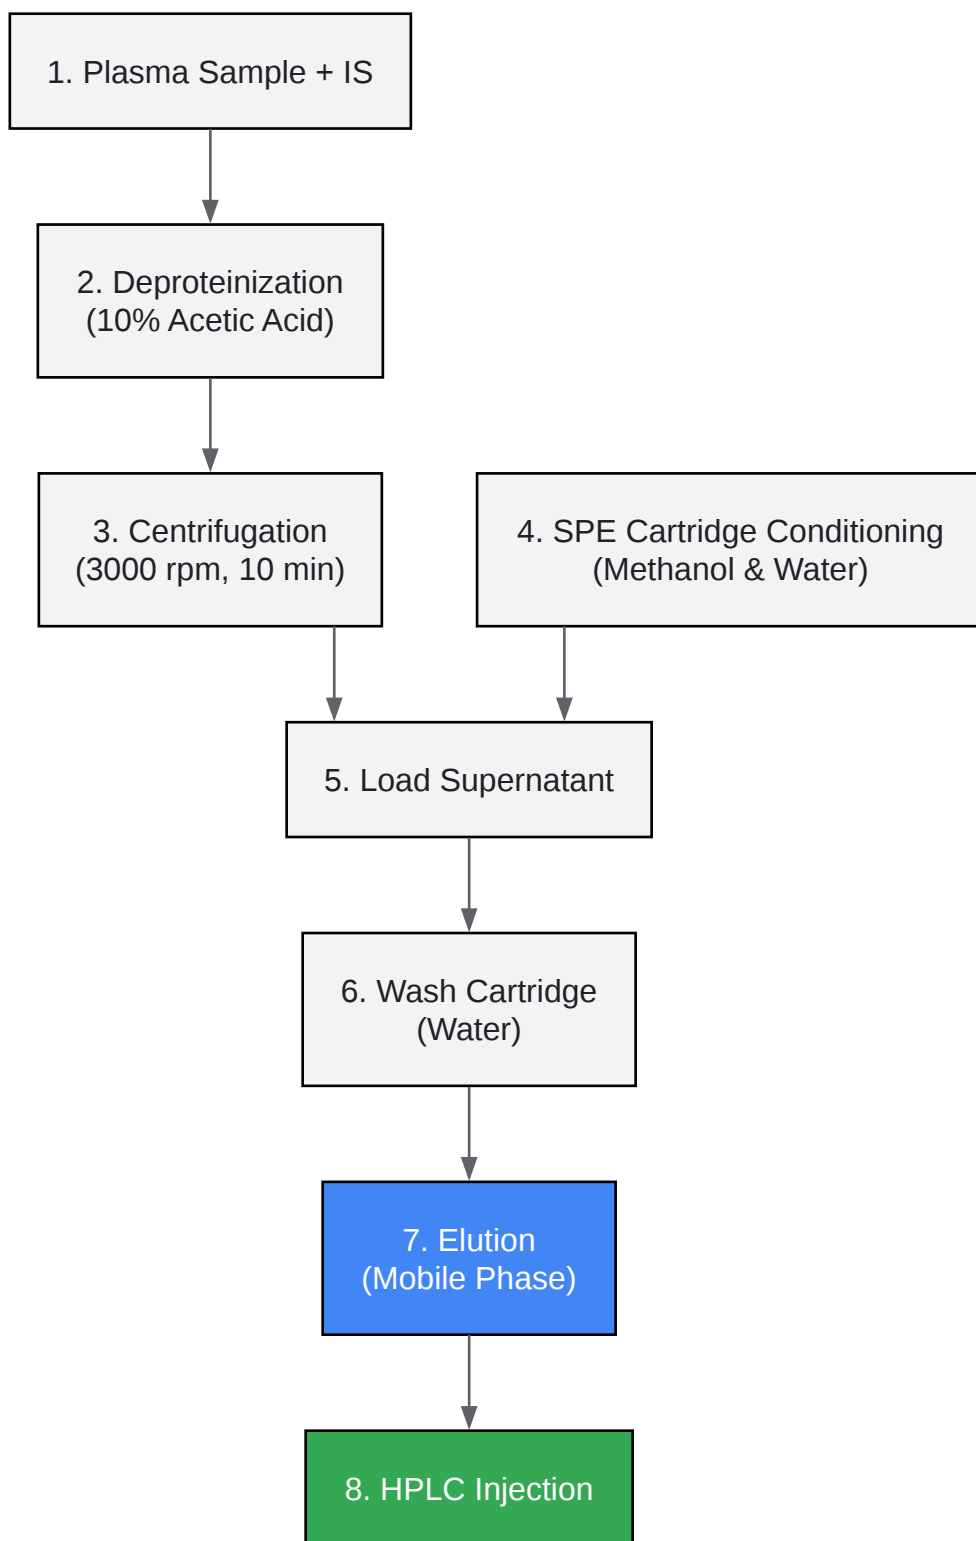 1. Plasma Sample + IS
2. Deproteinization
(10% Acetic Acid)
3. Centrifugation
(3000 rpm, 10 min)
4. SPE Cartridge Conditioning
(Methanol & Water)
5. Load Supernatant
6. Wash Cartridge
(Water)
7. Elution
(Mobile Phase)
8. HPLC Injection